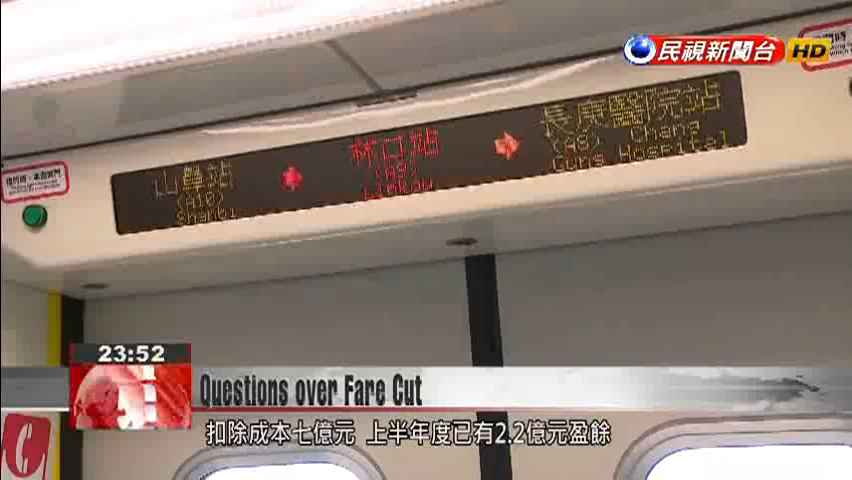 民視新聞台 HD
山鼻站
(A10)
Shanbi
林口站
(A9)
Linkou
長庚醫院站
(A8) Chang
Gung Hospital
23:52
Questions over Fare Cut
扣除成本七億元 上半年度已有2.2億元盈餘